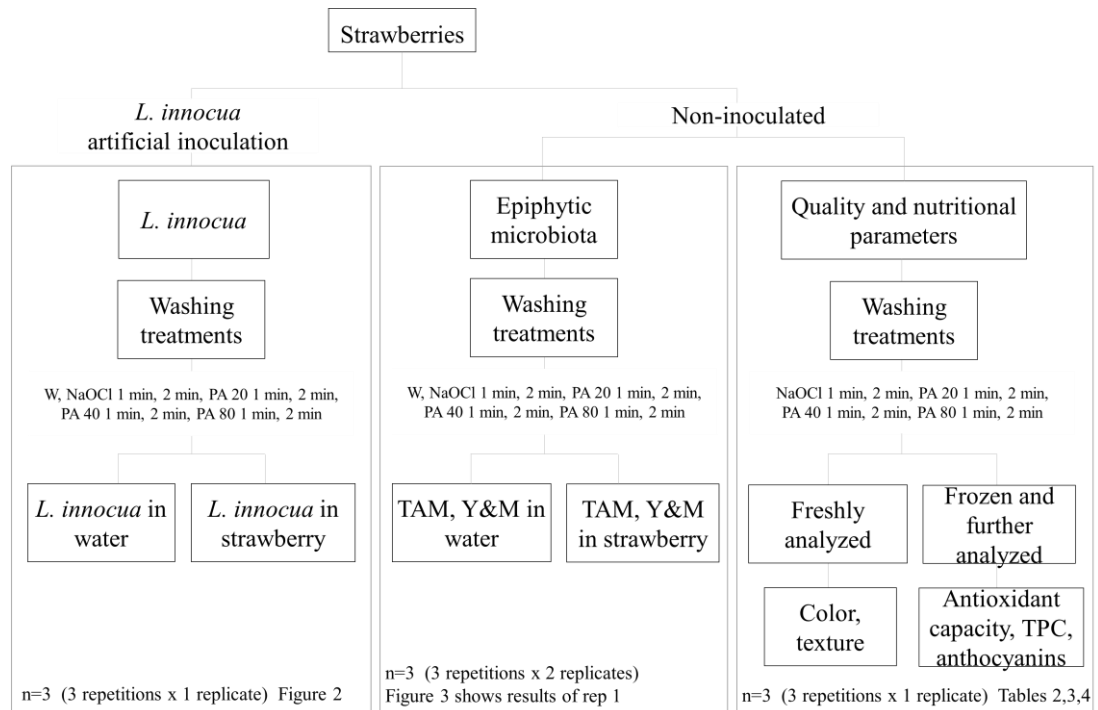 Strawberries
L. innocua
artificial inoculation
Non-inoculated
L. innocua
Washing
treatments
W, NaOCl 1 min, 2 min, PA 20 1 min, 2 min,
PA 40 1 min, 2 min, PA 80 1 min, 2 min
L. innocua in
water
L. innocua in
strawberry
n=3 (3 repetitions x 1 replicate) Figure 2
Epiphytic
microbiota
Washing
treatments
W, NaOCl 1 min, 2 min, PA 20 1 min, 2 min,
PA 40 1 min, 2 min, PA 80 1 min, 2 min
TAM, Y&M in
water
TAM, Y&M
in strawberry
n=3 (3 repetitions x 2 replicates)
Figure 3 shows results of rep 1
Quality and nutritional
parameters
Washing
treatments
NaOCl 1 min, 2 min, PA 20 1 min, 2 min,
PA 40 1 min, 2 min, PA 80 1 min, 2 min
Freshly
analyzed
Frozen and
further
analyzed
Color,
texture
Antioxidant
capacity, TPC,
anthocyanins
n=3 (3 repetitions x 1 replicate) Tables 2,3,4